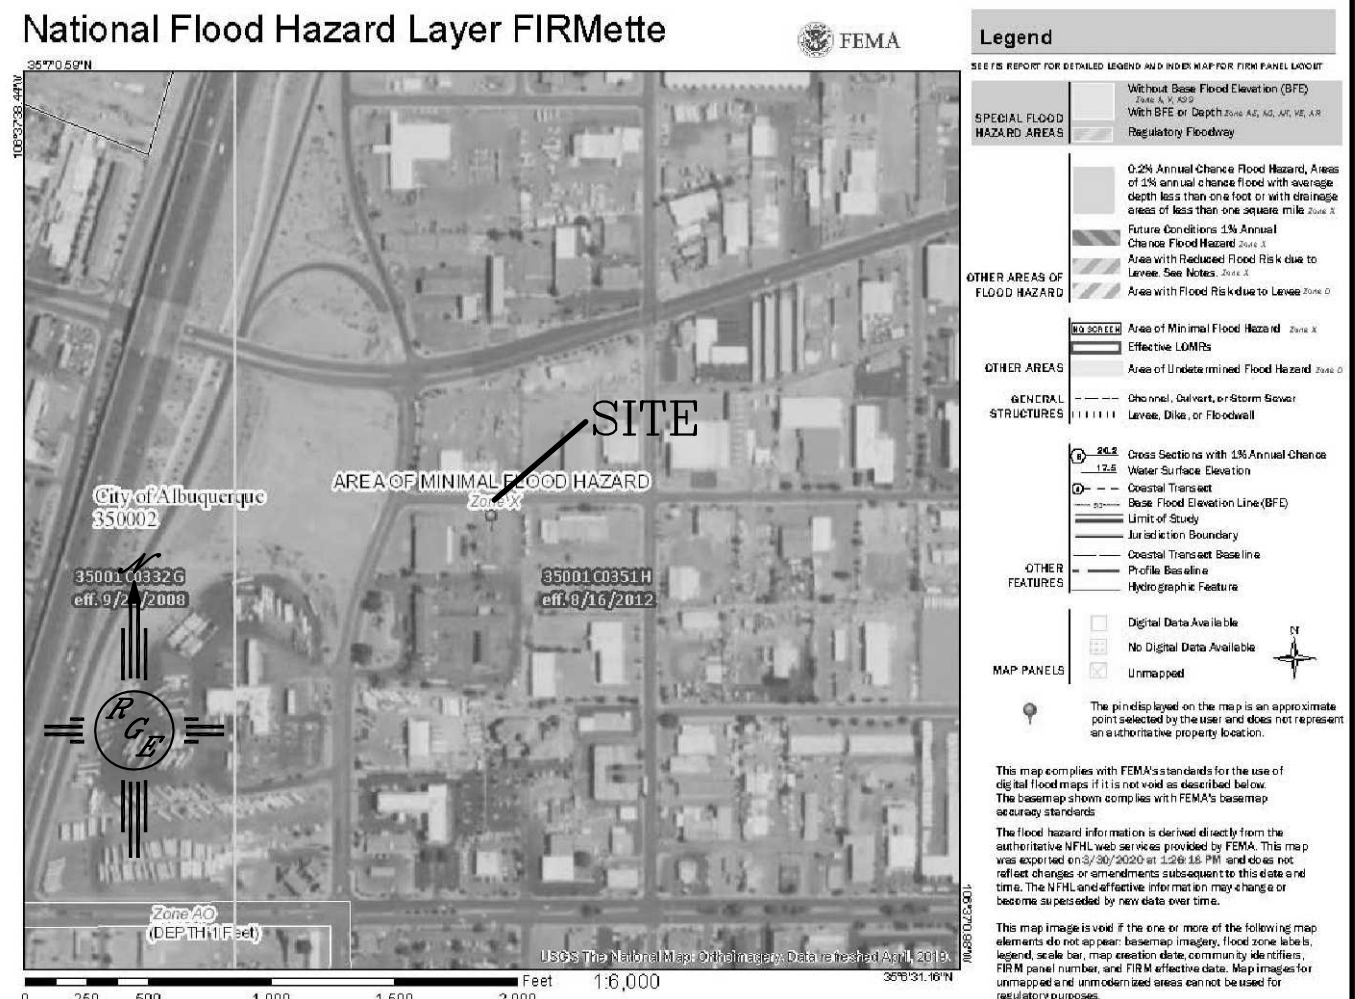 National Flood Hazard Layer FIRMette
FEMA
35°7'0.59"N
106°37'38.44"W
SITE
AREA OF MINIMAL FLOOD HAZARD
Zone X
City of Albuquerque
350002
N
35001C0332G
35001C0351H
eff. 8/16/2012
R
G
E
Zone AO
(DEPTH 1 Feet)
USGS The National Map: Orthoimagery. Data refreshed April, 2019.
106°37'0.98"W
Feet
1:6,000
35°6'31.16"N
0 250 500 1,000 1,500 2,000
Legend
SEE FIS REPORT FOR DETAILED LEGEND AND INDEX MAP FOR FIRM PANEL LAYOUT
SPECIAL FLOOD
HAZARD AREAS
Without Base Flood Elevation (BFE)
Zone A, V, A99
With BFE or Depth Zone AE, AO, AH, VE, AR
Regulatory Floodway
0.2% Annual Chance Flood Hazard, Areas
of 1% annual chance flood with average
depth less than one foot or with drainage
areas of less than one square mile Zone X
Future Conditions 1% Annual
Chance Flood Hazard Zone X
Area with Reduced Flood Risk due to
Levee. See Notes. Zone X
Area with Flood Risk due to Levee Zone D
OTHER AREAS OF
FLOOD HAZARD
NO SCREEN Area of Minimal Flood Hazard Zone X
Effective LOMRs
OTHER AREAS
Area of Undetermined Flood Hazard Zone D
GENERAL
STRUCTURES
Channel, Culvert, or Storm Sewer
Levee, Dike, or Floodwall
B 20.2 Cross Sections with 1% Annual Chance
17.5 Water Surface Elevation
Coastal Transect
Base Flood Elevation Line (BFE)
Limit of Study
Jurisdiction Boundary
Coastal Transect Baseline
OTHER
FEATURES
Profile Baseline
Hydrographic Feature
Digital Data Available
No Digital Data Available
MAP PANELS
Unmapped
N
The pin displayed on the map is an approximate
point selected by the user and does not represent
an authoritative property location.
This map complies with FEMA's standards for the use of
digital flood maps if it is not void as described below.
The basemap shown complies with FEMA's basemap
accuracy standards
The flood hazard information is derived directly from the
authoritative NFHL web services provided by FEMA. This map
was exported on 3/30/2020 at 1:26:18 PM and does not
reflect changes or amendments subsequent to this date and
time. The NFHL and effective information may change or
become superseded by new data over time.
This map image is void if the one or more of the following map
elements do not appear: basemap imagery, flood zone labels,
legend, scale bar, map creation date, community identifiers,
FIRM panel number, and FIRM effective date. Map images for
unmapped and unmodernized areas cannot be used for
regulatory purposes.